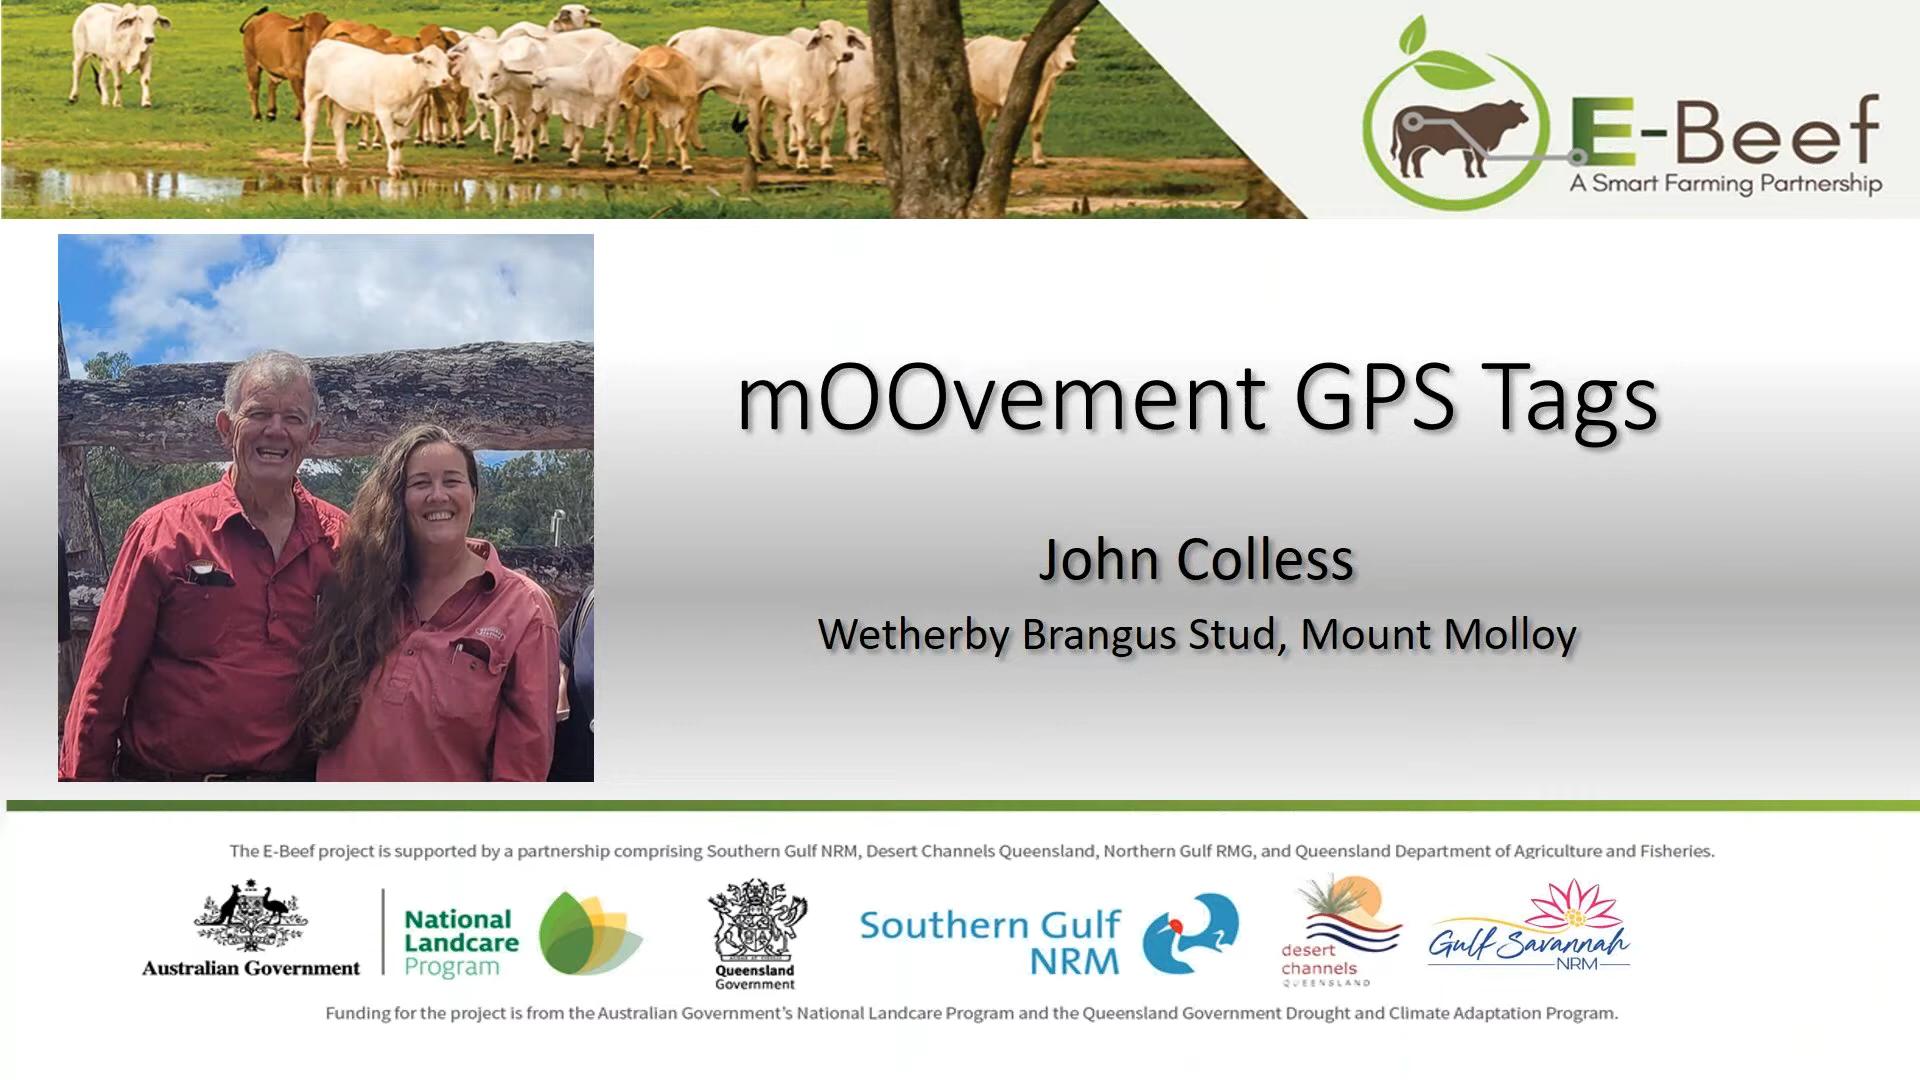 E-Beef
A Smart Farming Partnership
mOOvement GPS Tags
John Colless
Wetherby Brangus Stud, Mount Molloy
The E-Beef project is supported by a partnership comprising Southern Gulf NRM, Desert Channels Queensland, Northern Gulf RMG, and Queensland Department of Agriculture and Fisheries.
Australian Government
National
Landcare
Program
Queensland
Government
Southern Gulf
NRM
desert
channels
QUEENSLAND
Gulf Savannah
NRM
Funding for the project is from the Australian Government's National Landcare Program and the Queensland Government Drought and Climate Adaptation Program.